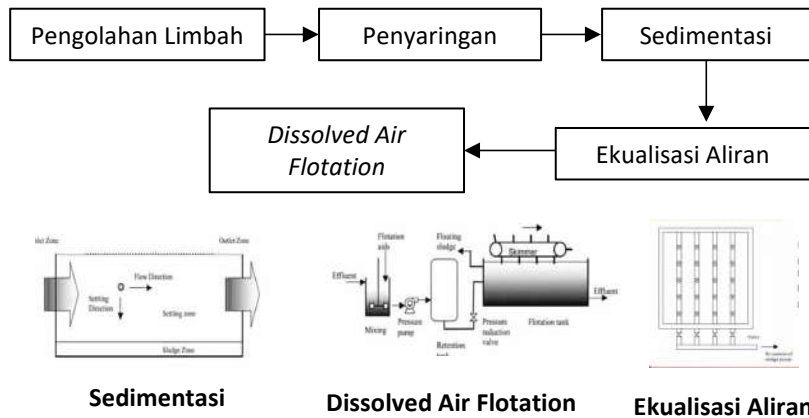 Pengolahan Limbah
Penyaringan
Sedimentasi
Dissolved Air
Flotation
Ekualisasi Aliran
let Zone
Outlet Zone
Flow Direction
Settling
Direction
Settling zone
Sludge Zone
Flotation
aids
Floating
sludge
Skimmer
Effluent
Effluent
Mixing
Pressure
pump
Retention
Pressure
reduction
valve
Flotation tank
Sedimentasi
Dissolved Air Flotation
Ekualisasi Aliran